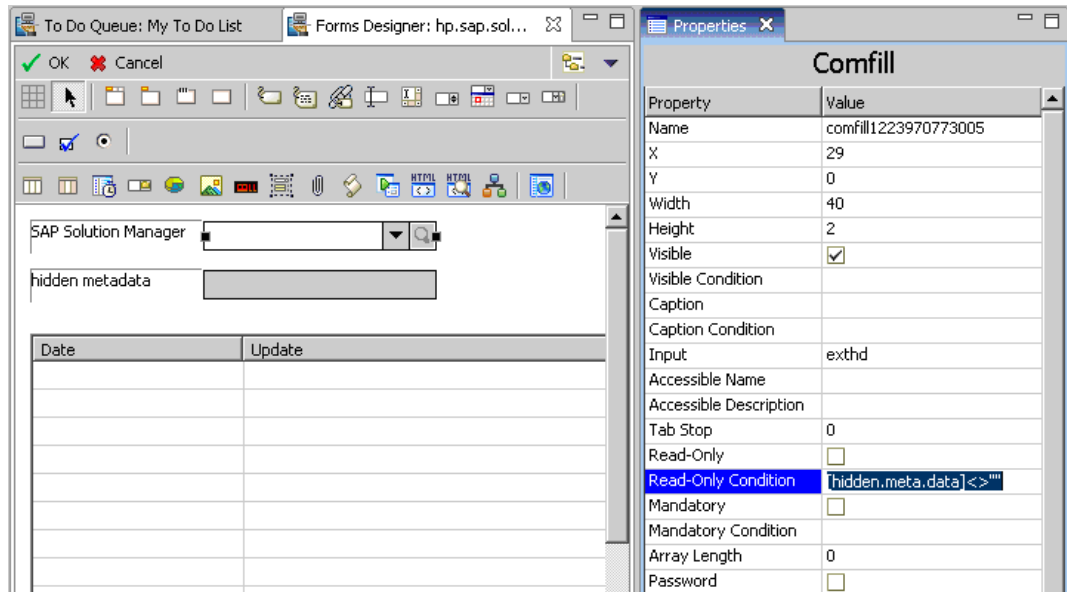 To Do Queue: My To Do List
Forms Designer: hp.sap.sol...
OK
Cancel
HTML
HTML
SAP Solution Manager
hidden metadata
Date
Update
Properties
Comfill
Property Value
Name comfill1223970773005
X 29
Y 0
Width 40
Height 2
Visible
Visible Condition
Caption
Caption Condition
Input exthd
Accessible Name
Accessible Description
Tab Stop 0
Read-Only
Read-Only Condition [hidden.meta.data]<>""
Mandatory
Mandatory Condition
Array Length 0
Password